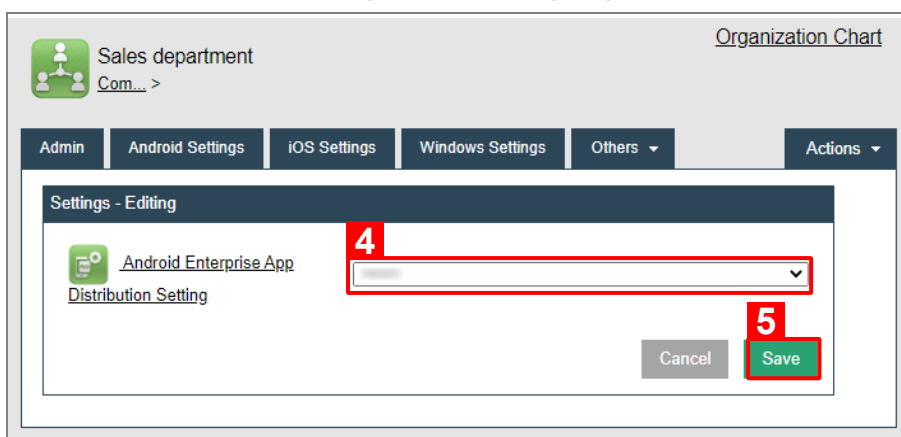 Organization Chart
Sales department
Com... >
Admin
Android Settings
iOS Settings
Windows Settings
Others
Actions
Settings - Editing
4
Android Enterprise App
Distribution Setting
5
Cancel
Save